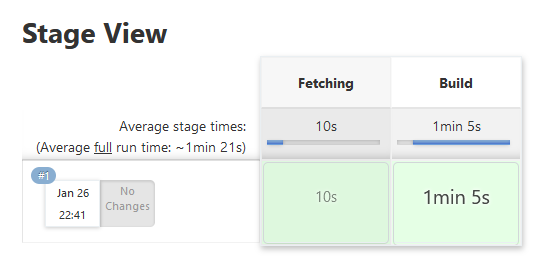 Stage View
Fetching Build
Average stage times: 10s 1min 5s
(Average full run time: ~1min 21s)
#1
Jan 26 No
22:41 Changes 10s 1min 5s